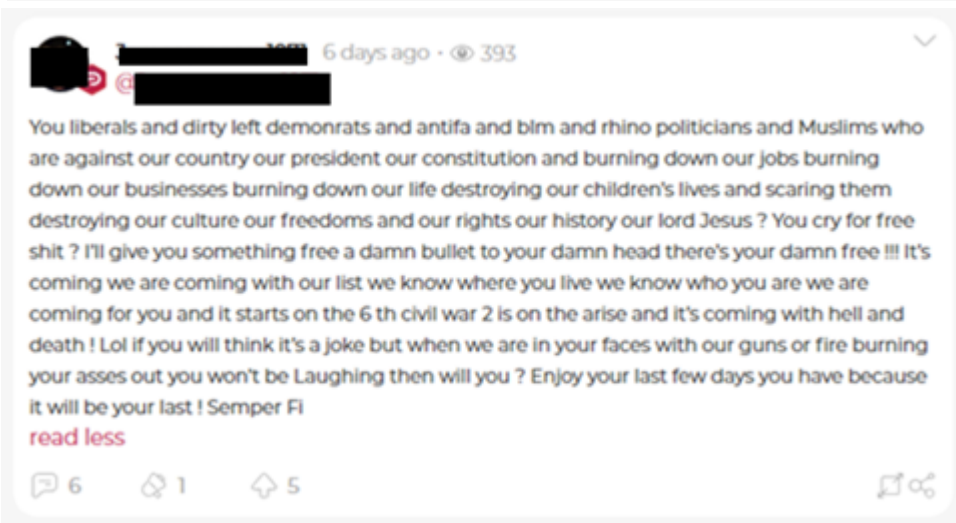 6 days ago · 393
@
You liberals and dirty left demonrats and antifa and blm and rhino politicians and Muslims who
are against our country our president our constitution and burning down our jobs burning
down our businesses burning down our life destroying our children's lives and scaring them
destroying our culture our freedoms and our rights our history our lord Jesus ? You cry for free
shit ? I'll give you something free a damn bullet to your damn head there's your damn free !!! It's
coming we are coming with our list we know where you live we know who you are we are
coming for you and it starts on the 6 th civil war 2 is on the arise and it's coming with hell and
death ! Lol if you will think it's a joke but when we are in your faces with our guns or fire burning
your asses out you won't be Laughing then will you ? Enjoy your last few days you have because
it will be your last ! Semper Fi
read less
6 1 5